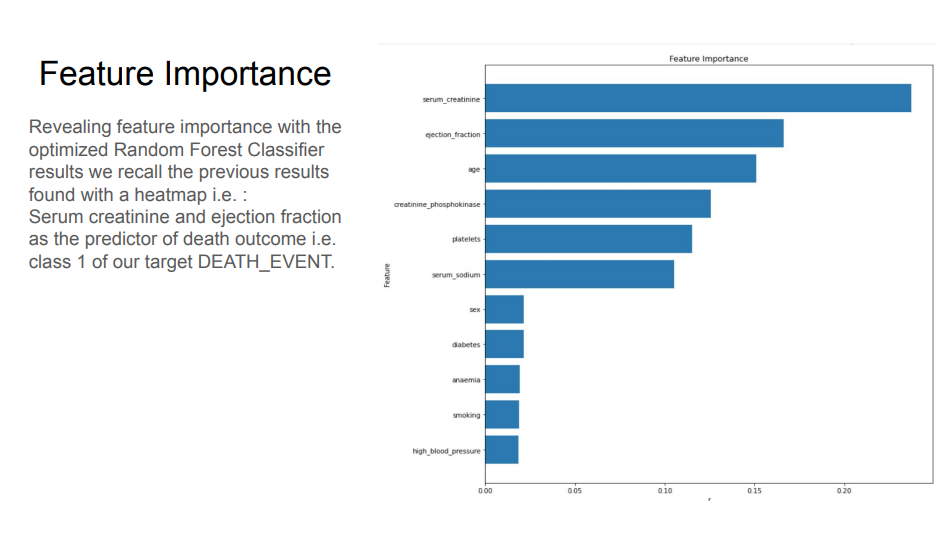 Feature Importance
Revealing feature importance with the
optimized Random Forest Classifier
results we recall the previous results
found with a heatmap i.e. :
Serum creatinine and ejection fraction
as the predictor of death outcome i.e.
class 1 of our target DEATH_EVENT.
Feature Importance
serum_creatinine
ejection_fraction
age
creatinine_phosphokinase
platelets
serum_sodium
sex
diabetes
anaemia
smoking
high_blood_pressure
Feature
0.00 0.05 0.10 0.15 0.20